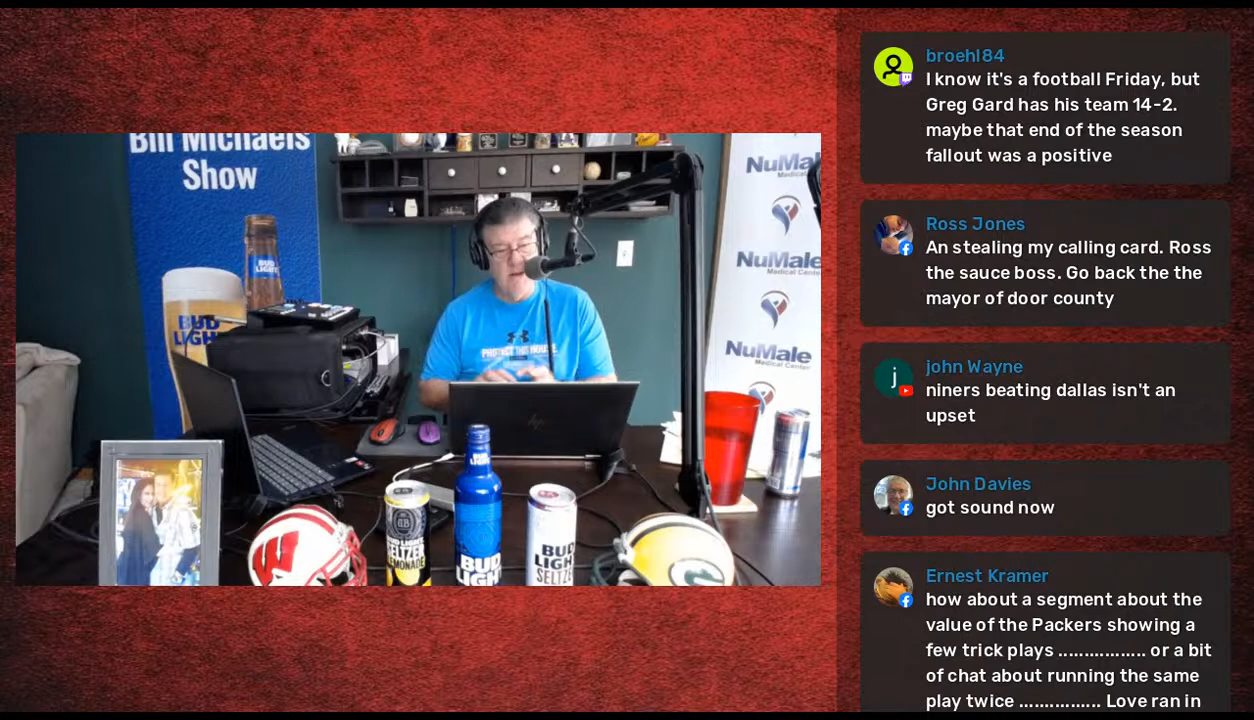 Bill Michaels
Show
BUD
LIGHT
BUD
LIGHT
NuMale
Medical Center
NuMale
Medical Center
NuMale
Medical Center
PROTECT THIS HOUSE
hp
W
BUD LIGHT
SELTZER
LEMONADE
BUD
LIGHT
BUD
LIGHT
SELTZE
G
broehl84
I know it's a football Friday, but
Greg Gard has his team 14-2.
maybe that end of the season
fallout was a positive
Ross Jones
An stealing my calling card. Ross
the sauce boss. Go back the the
mayor of door county
j
john Wayne
niners beating dallas isn't an
upset
John Davies
got sound now
Ernest Kramer
how about a segment about the
value of the Packers showing a
few trick plays ................. or a bit
of chat about running the same
play twice ............... Love ran in